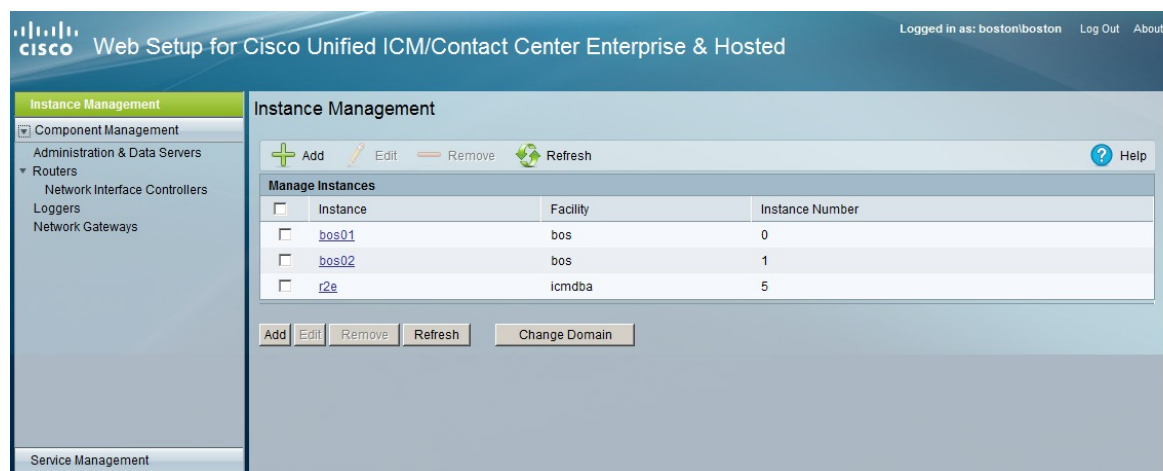 Logged in as: boston\boston Log Out About
CISCO Web Setup for Cisco Unified ICM/Contact Center Enterprise & Hosted
Instance Management
Component Management
Administration & Data Servers
Routers
Network Interface Controllers
Loggers
Network Gateways
Service Management
Instance Management
Add Edit Remove Refresh Help
Manage Instances
Instance Facility Instance Number
bos01 bos 0
bos02 bos 1
r2e icmdba 5
Add Edit Remove Refresh Change Domain